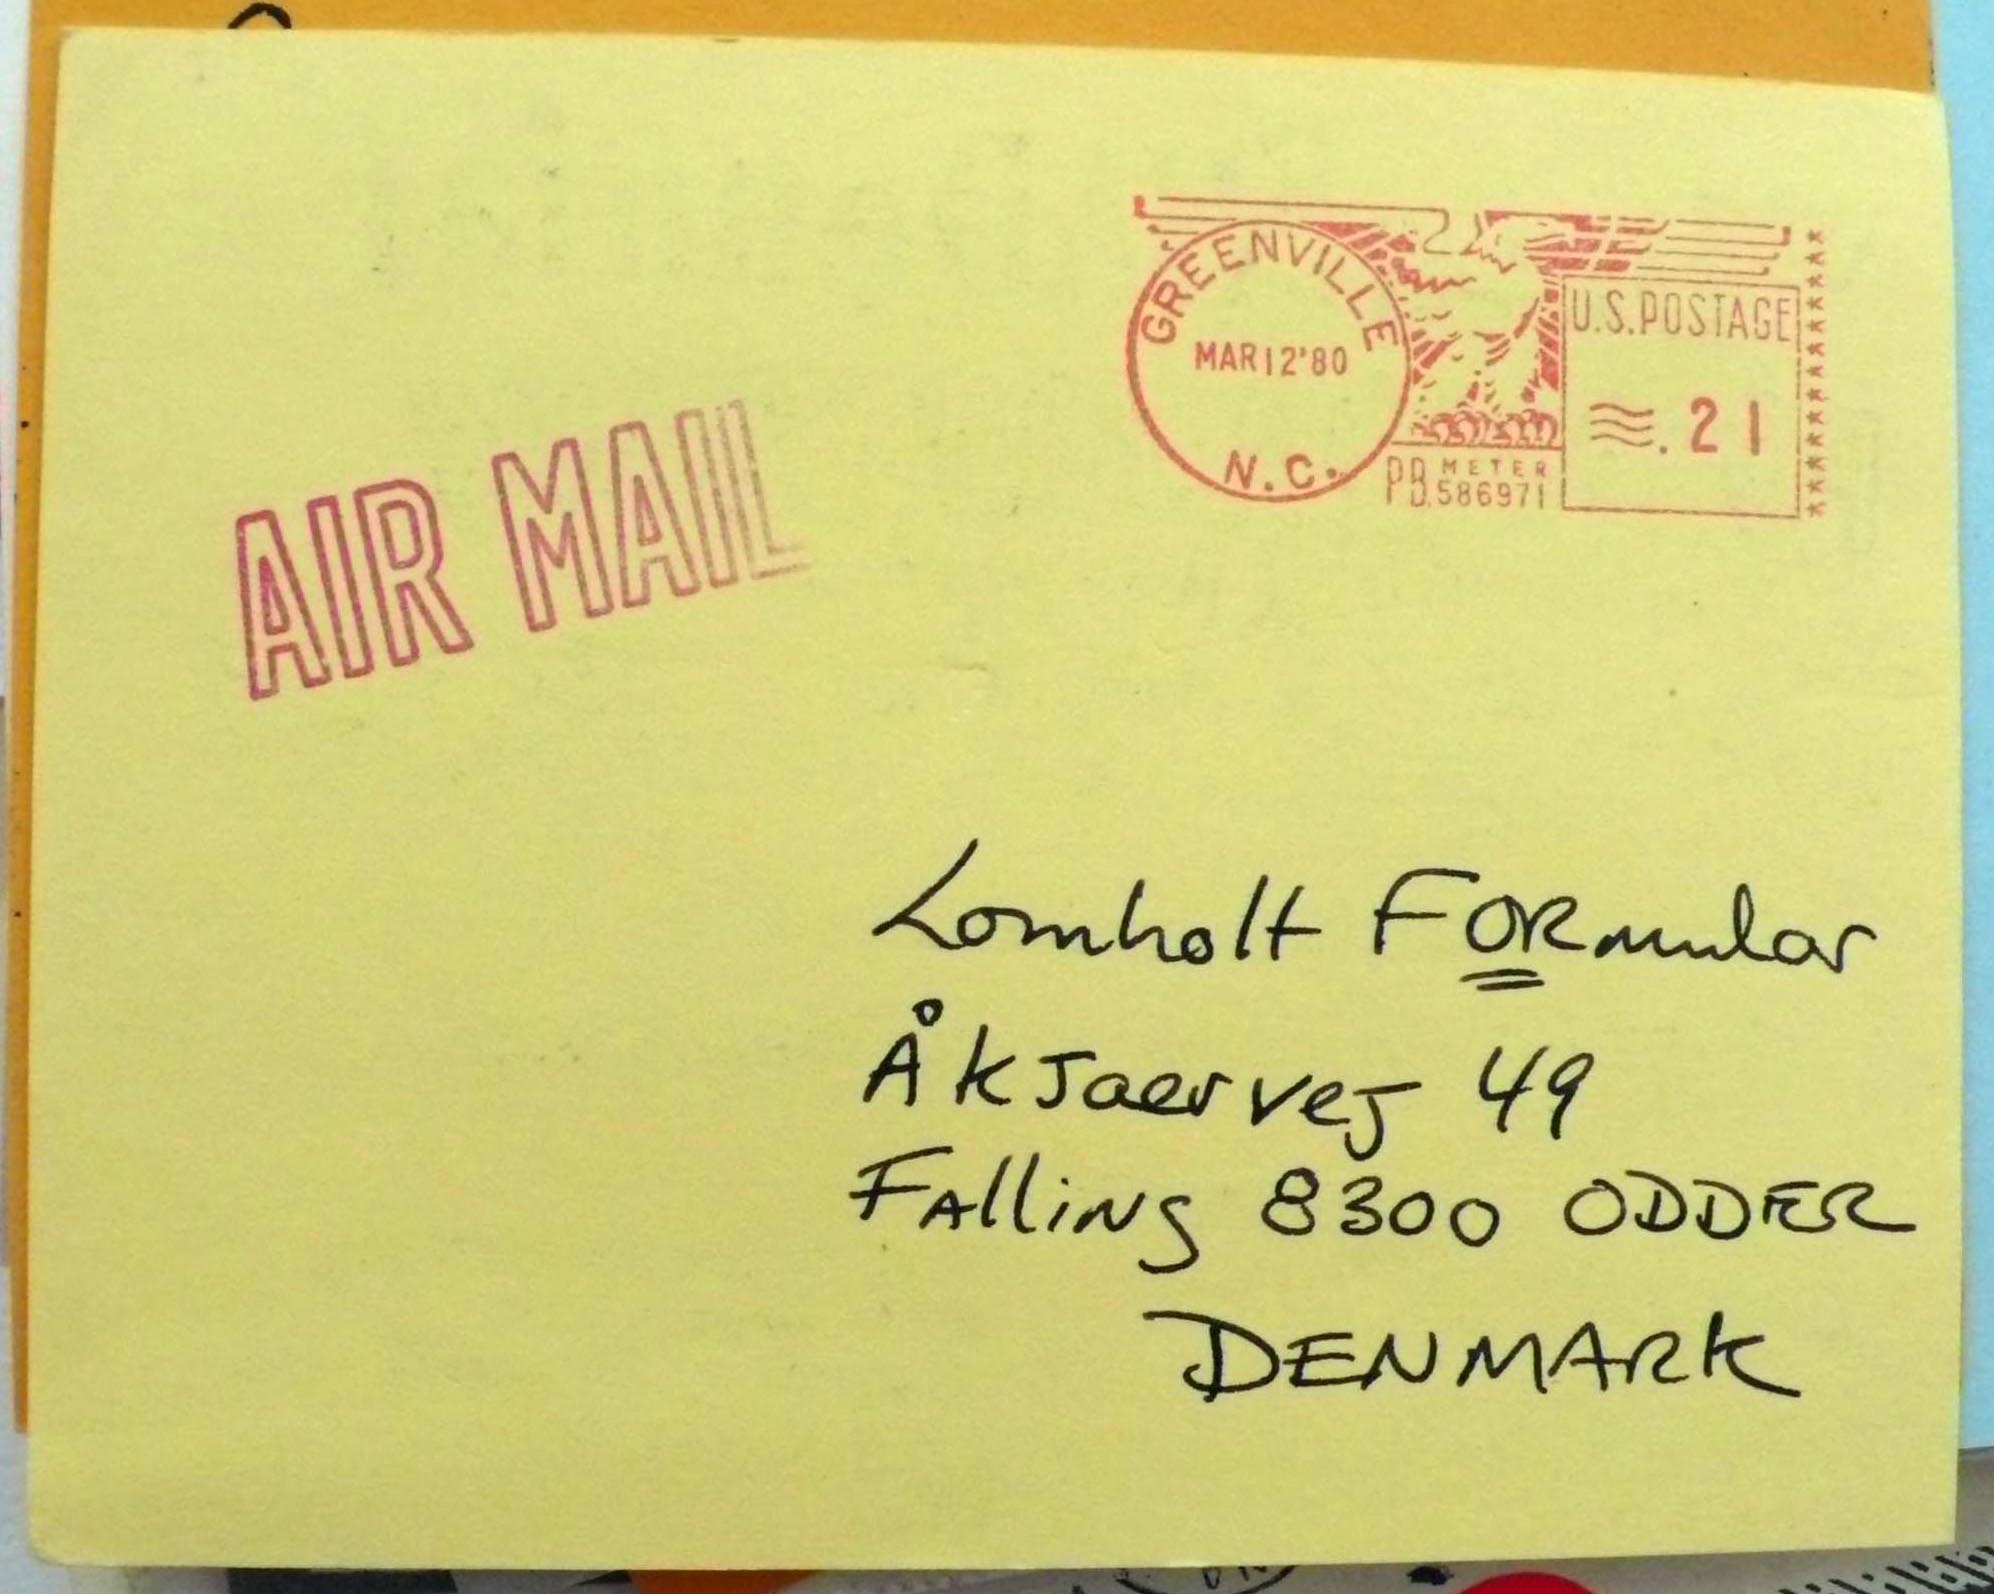 GREENVILLE
MAR 12 '80
N.C.
PB METER
586971
U.S. POSTAGE
.21
AIR MAIL
Lomholt FORmular
Åkjaervej 49
Falling 8300 ODDER
DENMARK